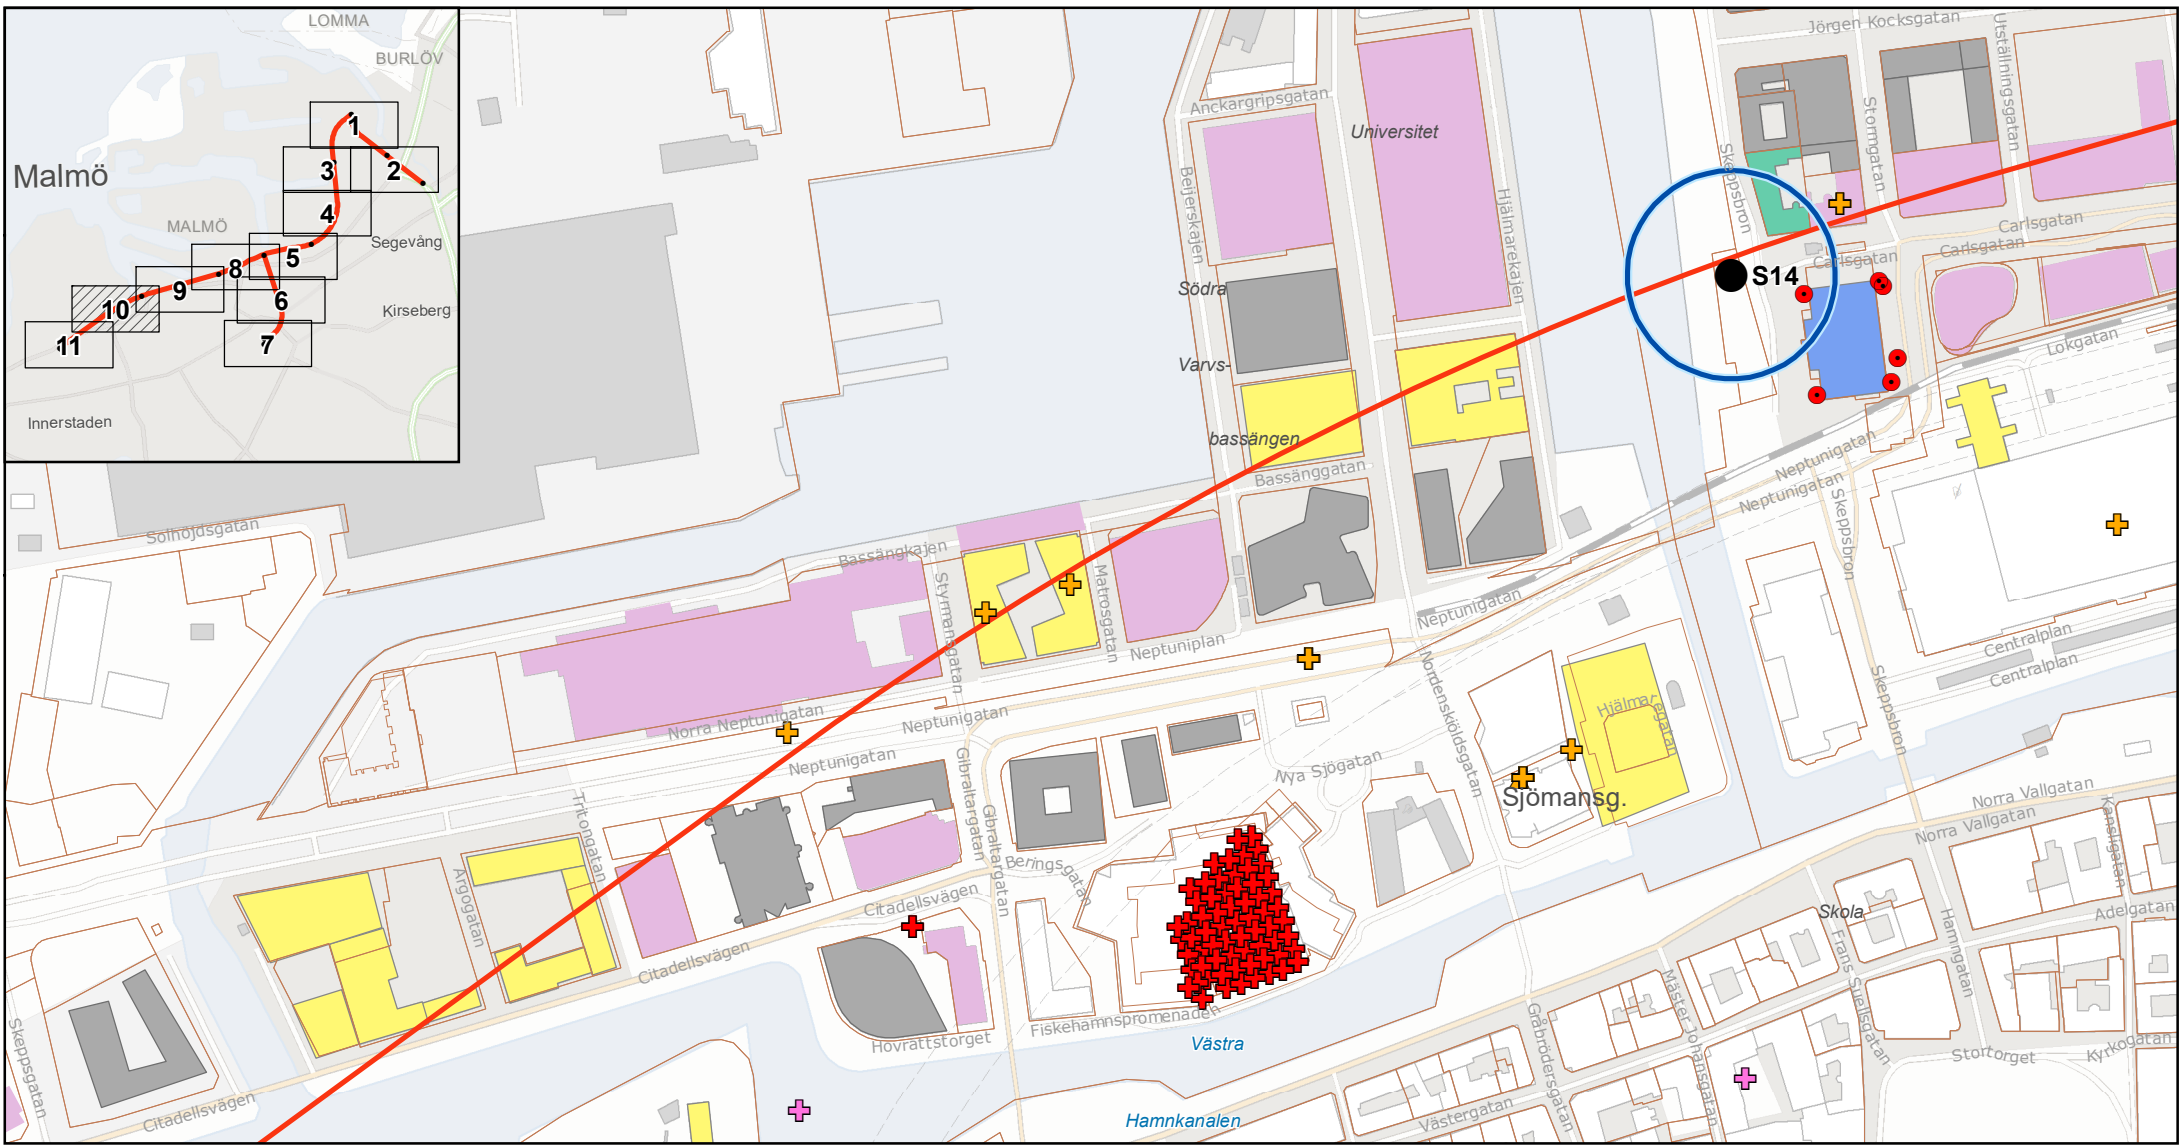 LOMMA
BURLÖV
Malmö
MALMÖ
Segevång
Kirseberg
Innerstaden
1
2
3
4
5
6
7
8
9
10
11
Jörgen Kocksgatan
Utställningsgatan
Stormgatan
Skeppsbron
Anckargripsgatan
Universitet
Beijerskajen
Hjälmarekajen
Carlsgatan
Carlsgatan
Carlsgatan
S14
Södra
Varvs-
bassängen
Lokgatan
Neptunigatan
Neptunigatan
Skeppsbron
Bassänggatan
Solhöjdsgatan
Bassängkajen
Styrmansgatan
Matrosgatan
Neptuniplan
Neptunigatan
Nordenskiöldsgatan
Centralplan
Centralplan
Skeppsbron
Norra Neptunigatan
Neptunigatan
Neptunigatan
Nya Sjögatan
Sjömansg.
Tritongatan
Gibraltargatan
Gibraltargatan
Beringsgatan
Norra Vallgatan
Norra Vallgatan
Kansligatan
Argogatan
Citadellsvägen
Citadellsvägen
Skola
Adelgatan
Hamngatan
Frans Suellsgatan
Mäster Johansgatan
Gråbrödersgatan
Fiskehamnspromenaden
Hovrättstorget
Västra
Stortorget
Kyrkogatan
Skeppsgatan
Citadellsvägen
Hamnkanalen
Västergatan